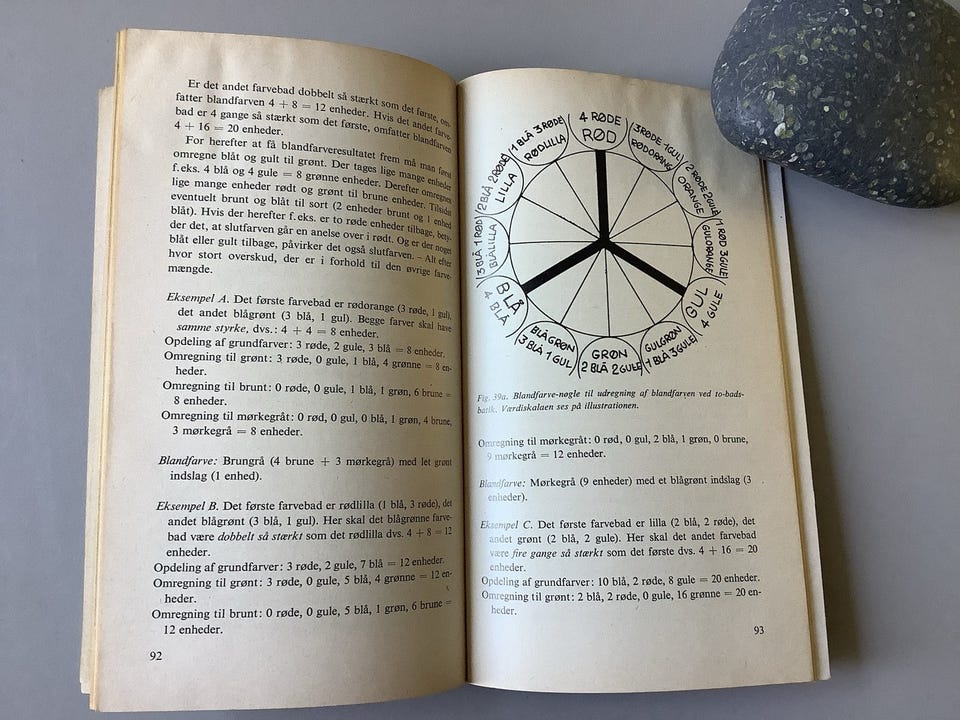 Er det andet farvebad dobbelt så stærkt som det første, om-
fatter blandfarven 4 + 8 = 12 enheder. Hvis det andet farve-
bad er 4 gange så stærkt som det første, omfatter blandfarven
4 + 16 = 20 enheder.
For herefter at få blandfarveresultatet frem må man først
omregne blåt og gult til grønt. Der tages lige mange enheder
f.eks. 4 blå og 4 gule = 8 grønne enheder. Derefter omregnes
lige mange enheder rødt og grønt til brune enheder. Tilsidst
eventuelt brunt og blåt til sort (2 enheder brunt og 1 enhed
blåt). Hvis der herefter f.eks. er to røde enheder tilbage, bety-
der det, at slutfarven går en anelse over i rødt. Og er der noget
blåt eller gult tilbage, påvirker det også slutfarven. – Alt efter
hvor stort overskud, der er i forhold til den øvrige farve-
mængde.
Eksempel A. Det første farvebad er rødorange (3 røde, 1 gul),
det andet blågrønt (3 blå, 1 gul). Begge farver skal have
samme styrke, dvs.: 4 + 4 = 8 enheder.
Opdeling af grundfarver: 3 røde, 2 gule, 3 blå = 8 enheder.
Omregning til grønt: 3 røde, 0 gule, 1 blå, 4 grønne = 8 en-
heder.
Omregning til brunt: 0 røde, 0 gule, 1 blå, 1 grøn, 6 brune =
8 enheder.
Omregning til mørkegråt: 0 rød, 0 gul, 0 blå, 1 grøn, 4 brune,
3 mørkegrå = 8 enheder.
Blandfarve: Brungrå (4 brune + 3 mørkegrå) med let grønt
indslag (1 enhed).
Eksempel B. Det første farvebad er rødlilla (1 blå, 3 røde), det
andet blågrønt (3 blå, 1 gul). Her skal det blågrønne farve-
bad være dobbelt så stærkt som det rødlilla dvs. 4 + 8 = 12
enheder.
Opdeling af grundfarver: 3 røde, 2 gule, 7 blå = 12 enheder.
Omregning til grønt: 3 røde, 0 gule, 5 blå, 4 grønne = 12 en-
heder.
Omregning til brunt: 0 røde, 0 gule, 5 blå, 1 grøn, 6 brune =
12 enheder.
92
4 RØDE
RØD
3RØDE 1GUL
RØDORANG
2 RØDE 2GULE
ORANGE
1 RØD 3GULE
GULORANGE
GUL
4 GULE
GULGRØN
1 BLÅ 3GULE
GRØN
2 BLÅ 2GULE
BLÅGRØN
3 BLÅ 1 GUL
BLÅ
4 BLÅ
3 BLÅ 1 RØD
BLÅLILLA
2 BLÅ 2RØDE
LILLA
1 BLÅ 3RØDE
RØDLILLA
Fig. 39a. Blandfarve-nøgle til udregning af blandfarven ved to-bads-
batik. Værdiskalaen ses på illustrationen.
Omregning til mørkegråt: 0 rød, 0 gul, 2 blå, 1 grøn, 0 brune,
9 mørkegrå = 12 enheder.
Blandfarve: Mørkegrå (9 enheder) med et blågrønt indslag (3
enheder).
Eksempel C. Det første farvebad er lilla (2 blå, 2 røde), det
andet grønt (2 blå, 2 gule). Her skal det andet farvebad
være fire gange så stærkt som det første dvs. 4 + 16 = 20
enheder.
Opdeling af grundfarver: 10 blå, 2 røde, 8 gule = 20 enheder.
Omregning til grønt: 2 blå, 2 røde, 0 gule, 16 grønne = 20 en-
heder.
93